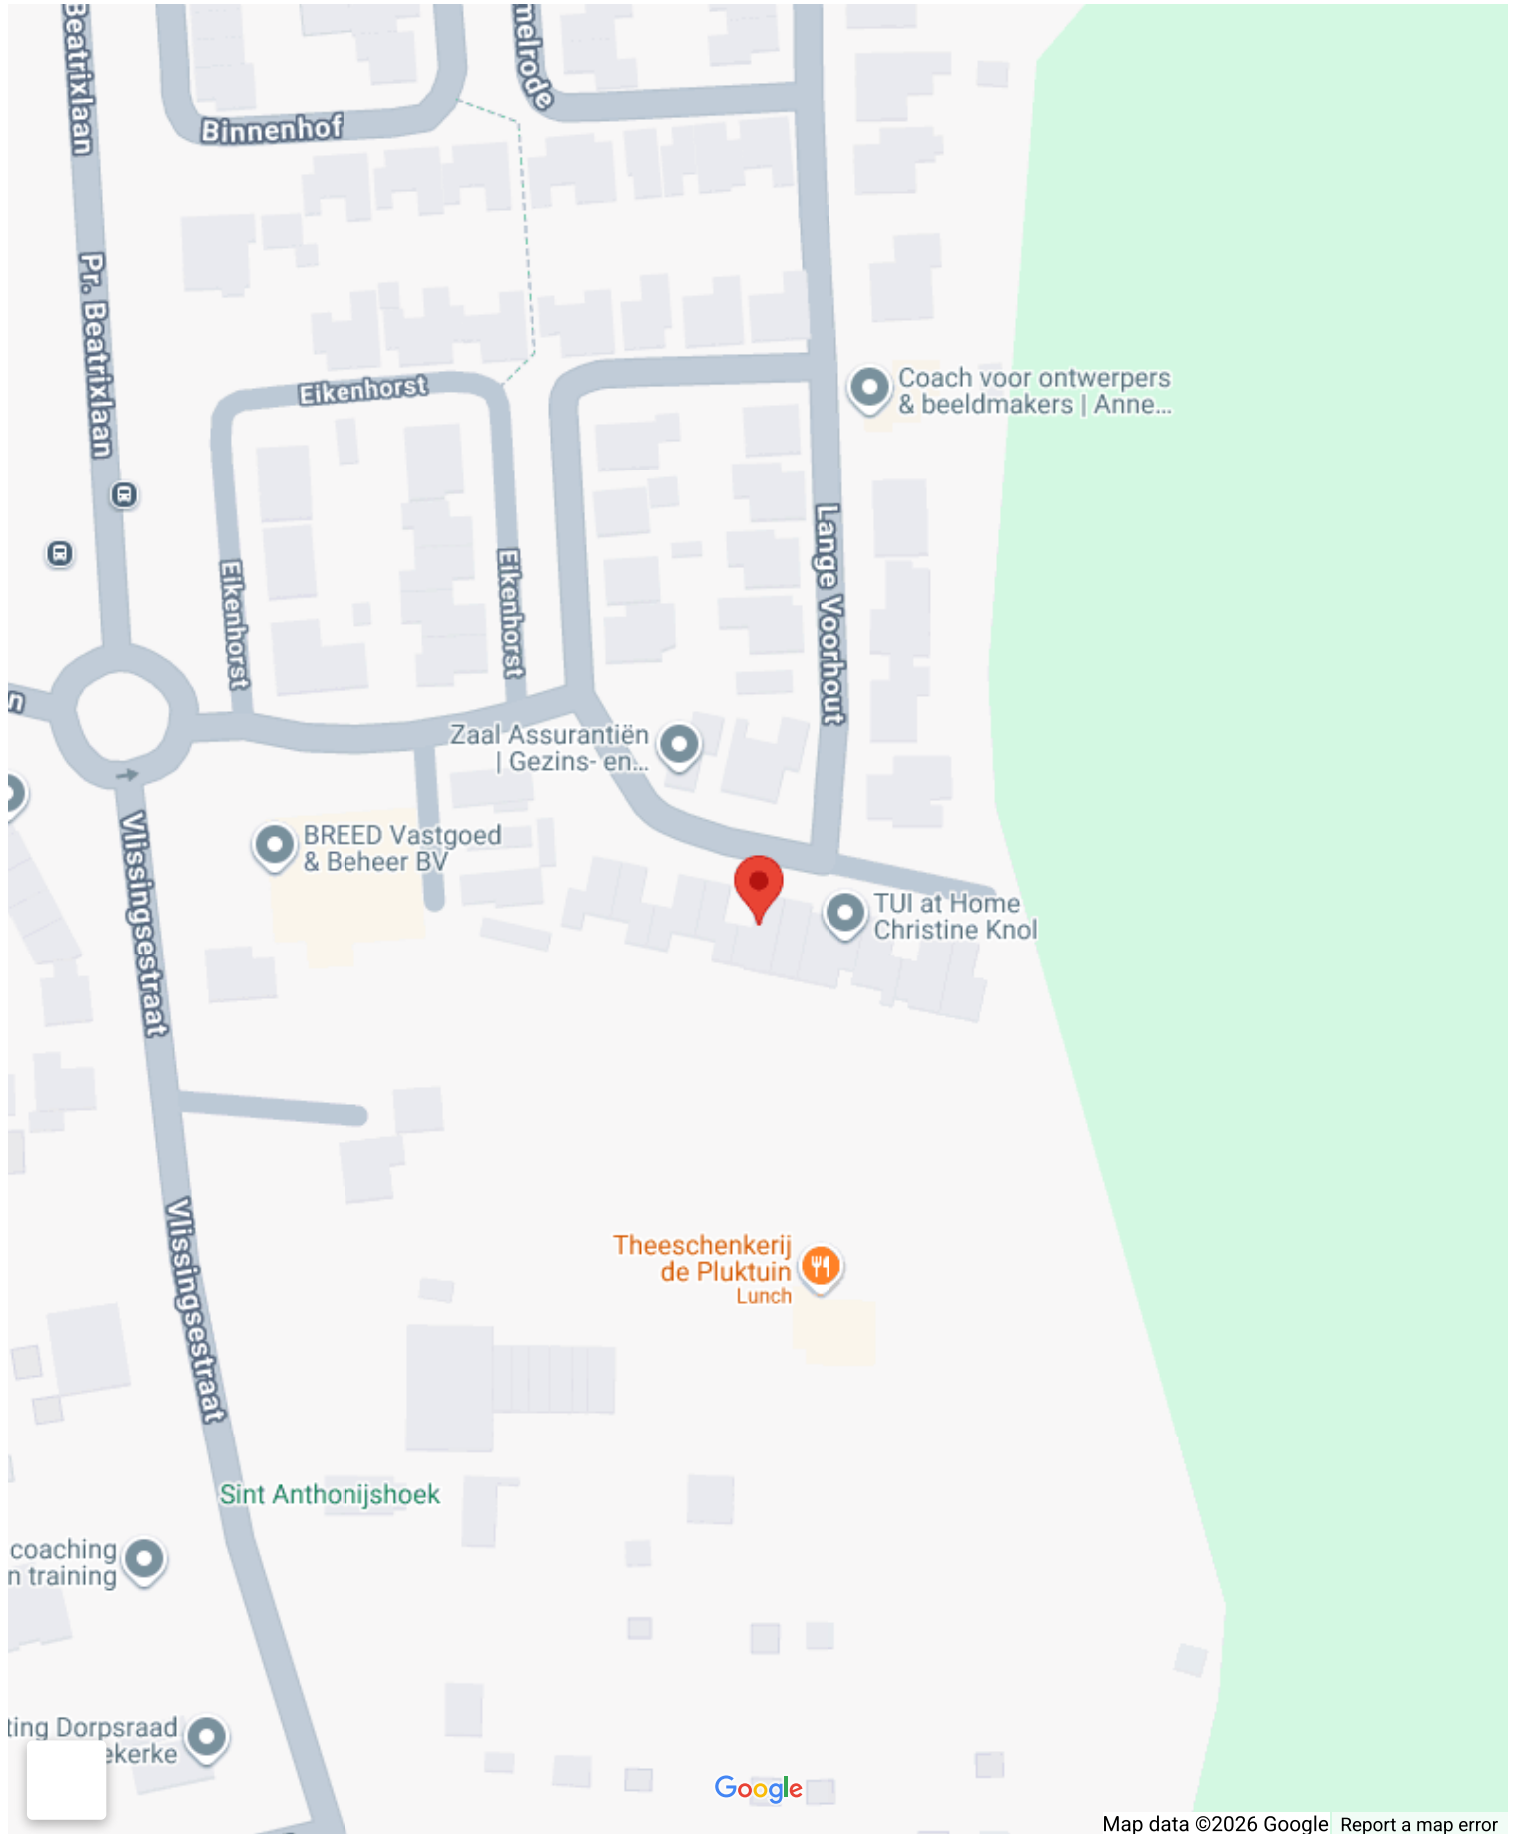 Beatrixlaan
melrode
Binnenhof
Pr. Beatrixlaan
Eikenhorst
Coach voor ontwerpers
& beeldmakers | Anne...
Lange Voorhout
Eikenhorst
Eikenhorst
n
Zaal Assurantiën
| Gezins- en...
BREED Vastgoed
& Beheer BV
Vlissingsestraat
TUI at Home
Christine Knol
Vlissingsestraat
Theeschenkerij
de Pluktuin
Lunch
Sint Anthonijshoek
coaching
n training
ting Dorpsraad
ekerke
Google
Map data ©2026 Google
Report a map error